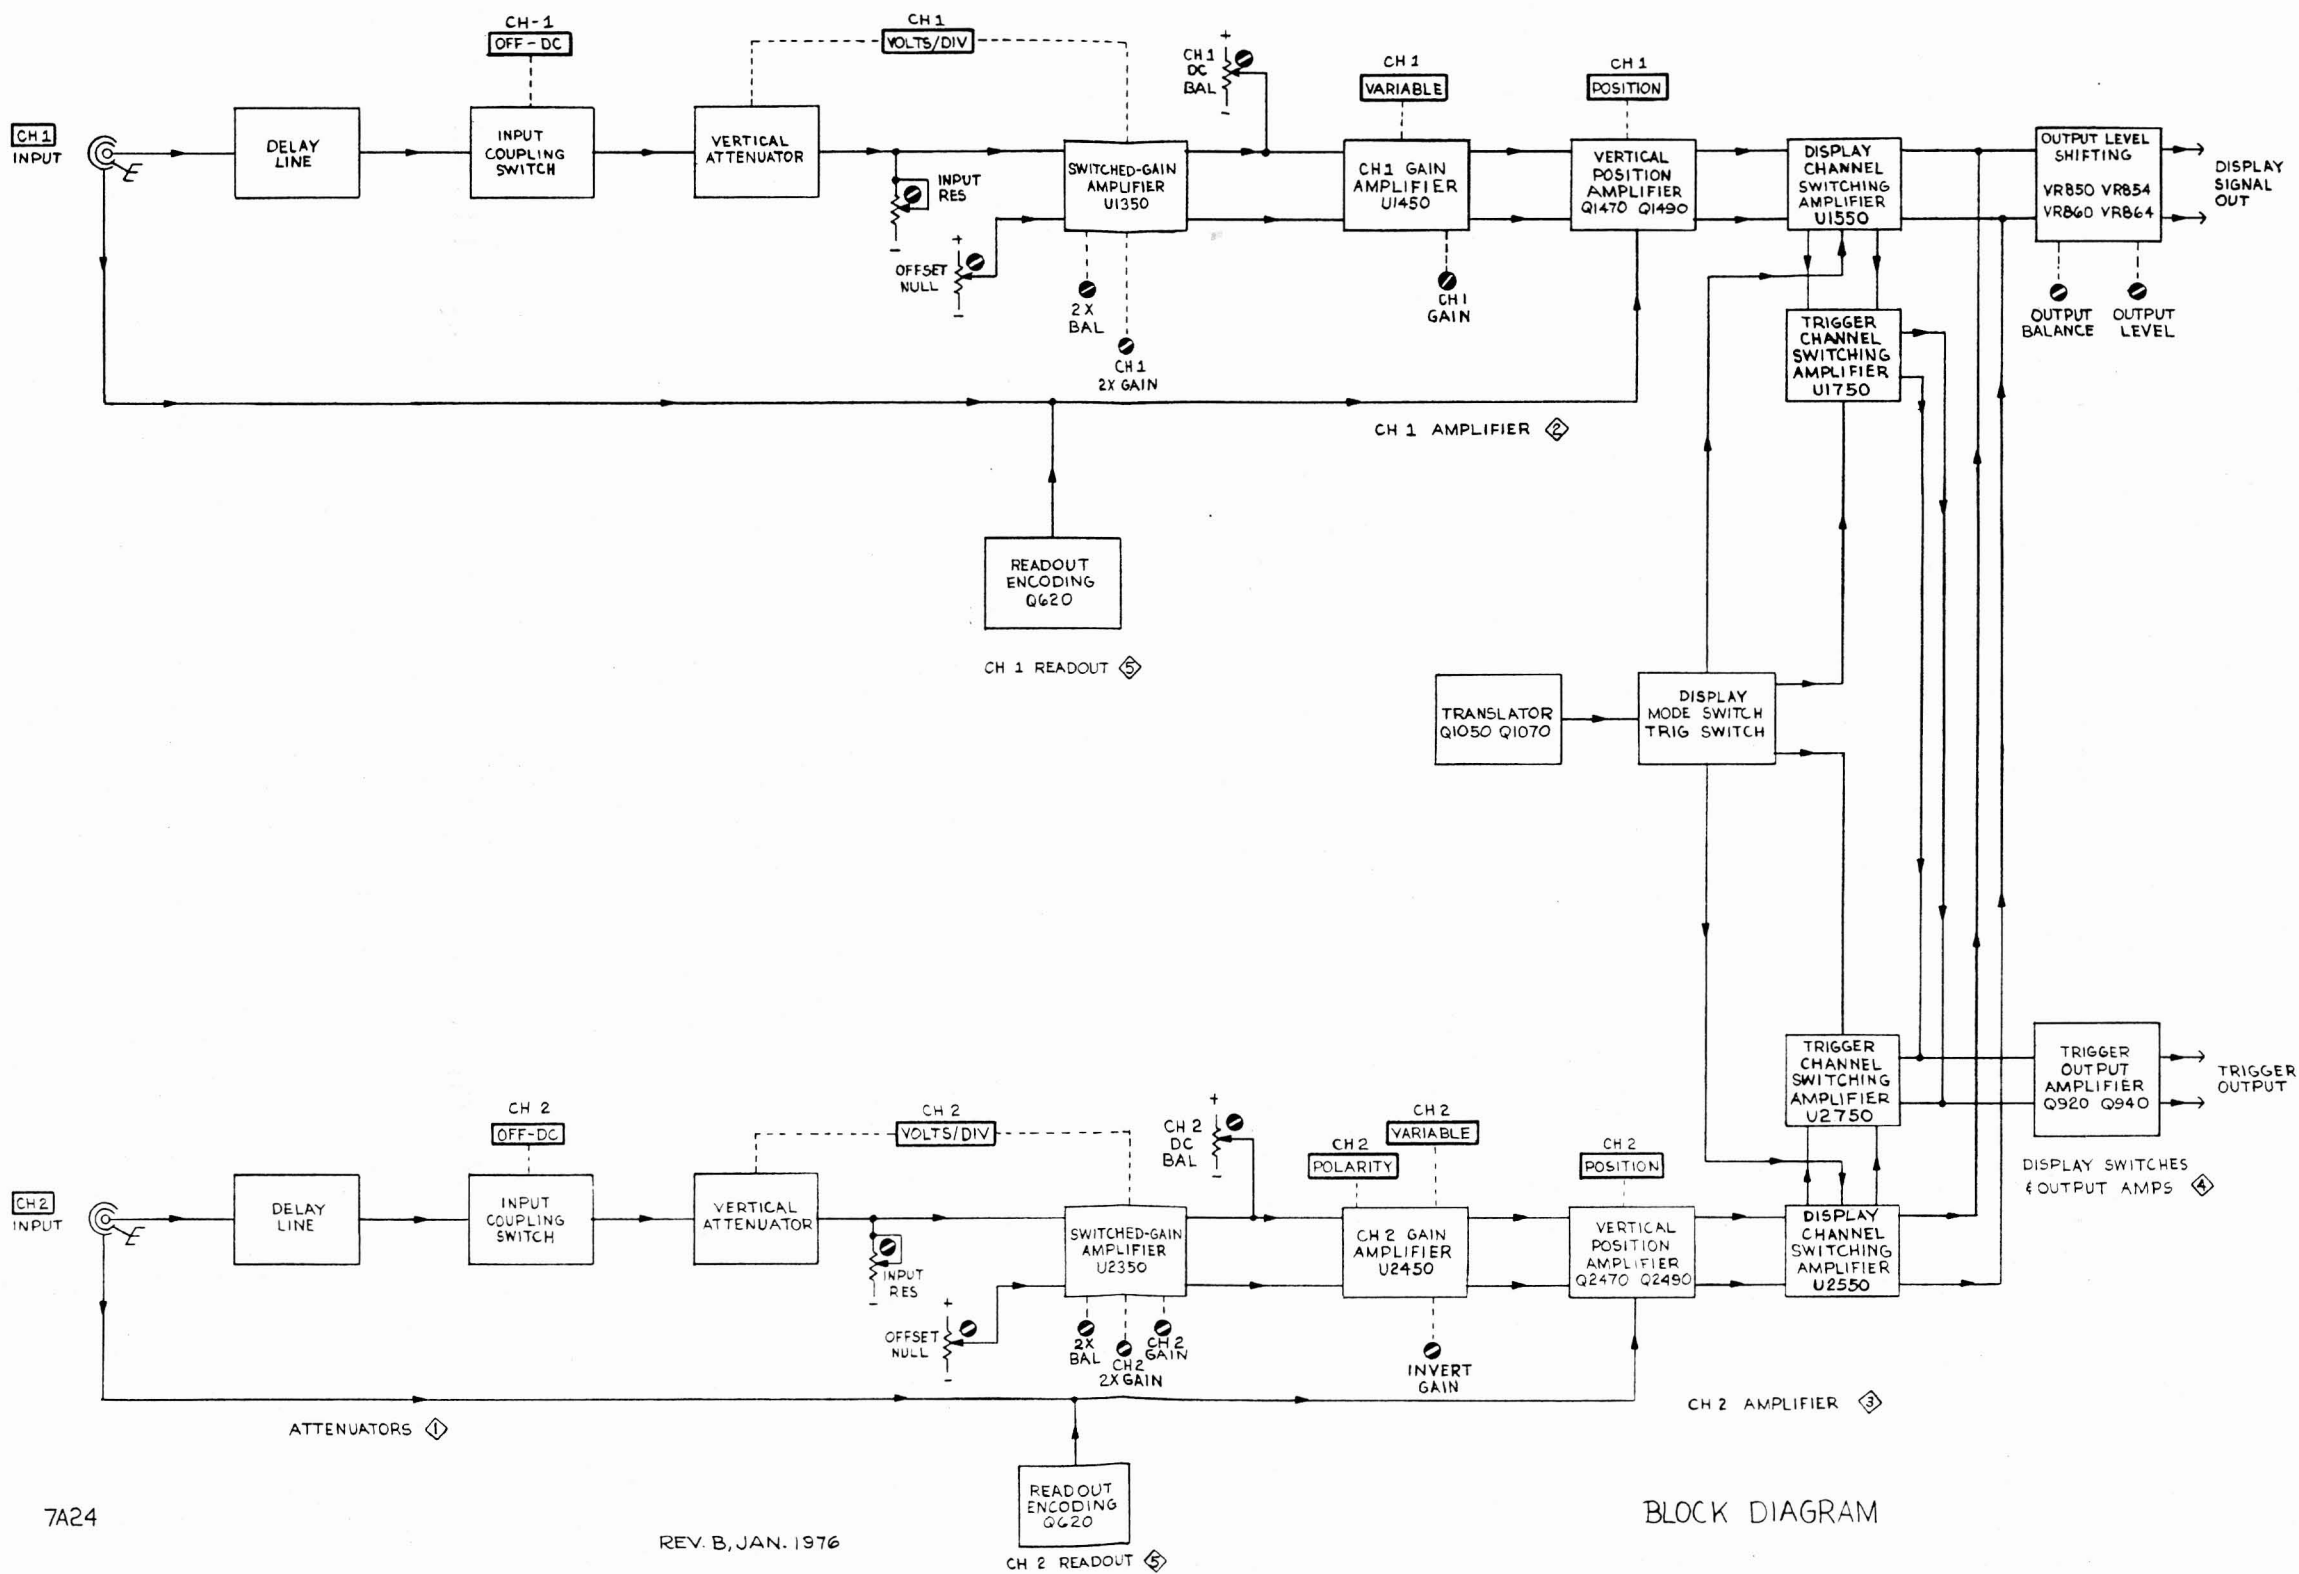 CH-1
OFF-DC
CH 1
VOLTS/DIV
CH 1
DC
BAL
+
-
CH 1
VARIABLE
CH 1
POSITION
CH 1
INPUT
DELAY
LINE
INPUT
COUPLING
SWITCH
VERTICAL
ATTENUATOR
INPUT
RES
-
SWITCHED-GAIN
AMPLIFIER
U1350
CH1 GAIN
AMPLIFIER
U1450
VERTICAL
POSITION
AMPLIFIER
Q1470 Q1490
DISPLAY
CHANNEL
SWITCHING
AMPLIFIER
U1550
OUTPUT LEVEL
SHIFTING
VR850 VR854
VR860 VR864
DISPLAY
SIGNAL
OUT
+
OFFSET
NULL
-
2X
BAL
CH 1
2X GAIN
CH 1
GAIN
TRIGGER
CHANNEL
SWITCHING
AMPLIFIER
U1750
OUTPUT
BALANCE
OUTPUT
LEVEL
CH 1 AMPLIFIER 2
READOUT
ENCODING
Q620
CH 1 READOUT 5
TRANSLATOR
Q1050 Q1070
DISPLAY
MODE SWITCH
TRIG SWITCH
TRIGGER
CHANNEL
SWITCHING
AMPLIFIER
U2750
TRIGGER
OUTPUT
AMPLIFIER
Q920 Q940
TRIGGER
OUTPUT
DISPLAY SWITCHES
& OUTPUT AMPS 4
CH 2
OFF-DC
CH 2
VOLTS/DIV
CH 2
DC
BAL
+
-
CH 2
POLARITY
CH 2
VARIABLE
CH 2
POSITION
CH 2
INPUT
DELAY
LINE
INPUT
COUPLING
SWITCH
VERTICAL
ATTENUATOR
INPUT
RES
-
SWITCHED-GAIN
AMPLIFIER
U2350
CH 2 GAIN
AMPLIFIER
U2450
VERTICAL
POSITION
AMPLIFIER
Q2470 Q2490
DISPLAY
CHANNEL
SWITCHING
AMPLIFIER
U2550
+
OFFSET
NULL
-
2X
BAL
CH 2
2X GAIN
CH 2
GAIN
INVERT
GAIN
CH 2 AMPLIFIER 3
ATTENUATORS 1
READOUT
ENCODING
Q620
CH 2 READOUT 5
7A24
REV. B, JAN. 1976
BLOCK DIAGRAM